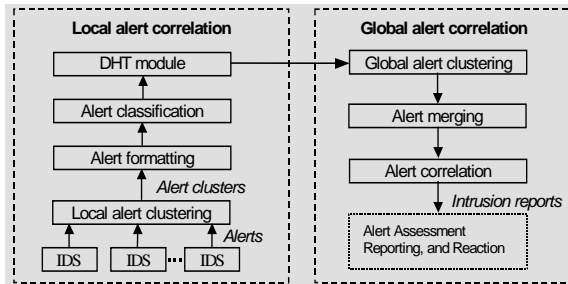 Local alert correlation
DHT module
Alert classification
Alert formatting
Alert clusters
Local alert clustering
Alerts
IDS IDS IDS
Global alert correlation
Global alert clustering
Alert merging
Alert correlation
Intrusion reports
Alert Assessment
Reporting, and Reaction